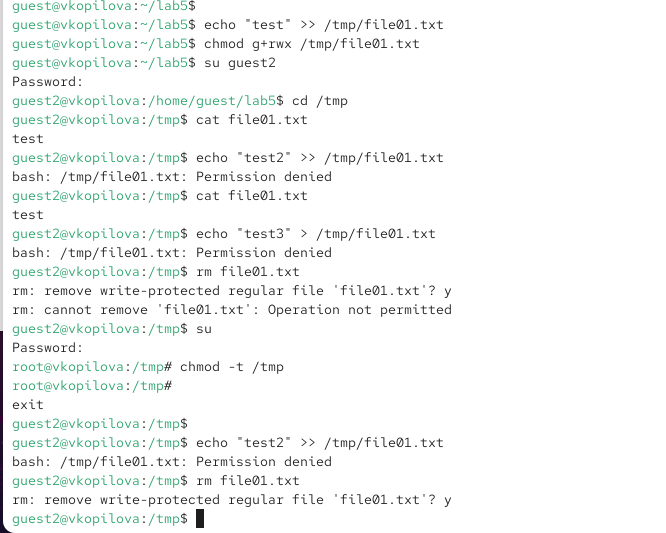 guest@vkopilova:~/lab5$
guest@vkopilova:~/lab5$ echo "test" >> /tmp/file01.txt
guest@vkopilova:~/lab5$ chmod g+rwx /tmp/file01.txt
guest@vkopilova:~/lab5$ su guest2
Password:
guest2@vkopilova:/home/guest/lab5$ cd /tmp
guest2@vkopilova:/tmp$ cat file01.txt
test
guest2@vkopilova:/tmp$ echo "test2" >> /tmp/file01.txt
bash: /tmp/file01.txt: Permission denied
guest2@vkopilova:/tmp$ cat file01.txt
test
guest2@vkopilova:/tmp$ echo "test3" > /tmp/file01.txt
bash: /tmp/file01.txt: Permission denied
guest2@vkopilova:/tmp$ rm file01.txt
rm: remove write-protected regular file 'file01.txt'? y
rm: cannot remove 'file01.txt': Operation not permitted
guest2@vkopilova:/tmp$ su
Password:
root@vkopilova:/tmp# chmod -t /tmp
root@vkopilova:/tmp#
exit
guest2@vkopilova:/tmp$
guest2@vkopilova:/tmp$ echo "test2" >> /tmp/file01.txt
bash: /tmp/file01.txt: Permission denied
guest2@vkopilova:/tmp$ rm file01.txt
rm: remove write-protected regular file 'file01.txt'? y
guest2@vkopilova:/tmp$